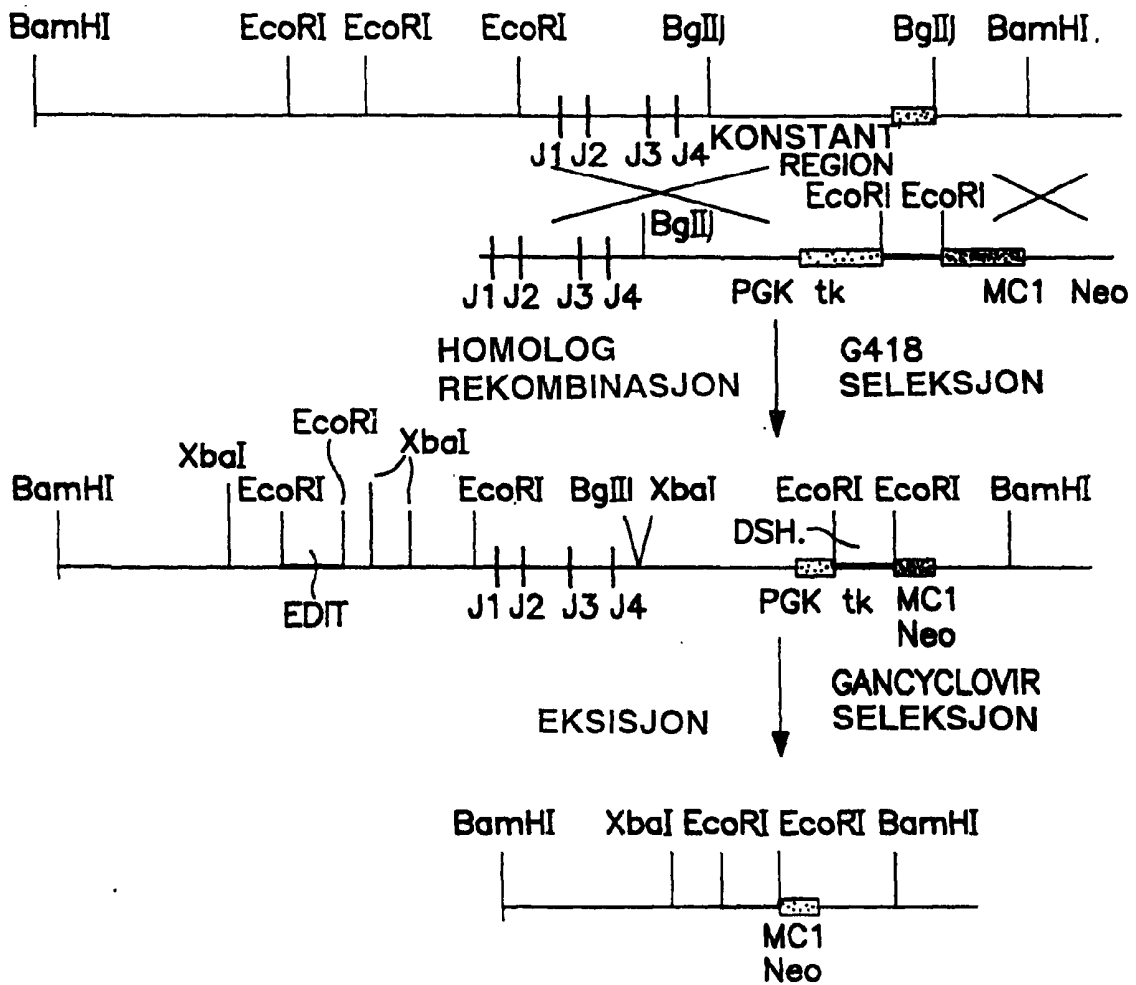 BamHI EcoRI EcoRI EcoRI BglII BglII BamHI.
J1 J2 J3 J4 KONSTANT
REGION
EcoRI EcoRI
BglII
J1 J2 J3 J4 PGK tk MC1 Neo
HOMOLOG
REKOMBINASJON
G418
SELEKSJON
EcoRI
XbaI XbaI
BamHI EcoRI EcoRI BglII XbaI EcoRI EcoRI BamHI
DSH.
EDIT J1 J2 J3 J4 PGK tk MC1
Neo
EKSISJON
GANCYCLOVIR
SELEKSJON
BamHI XbaI EcoRI EcoRI BamHI
MC1
Neo